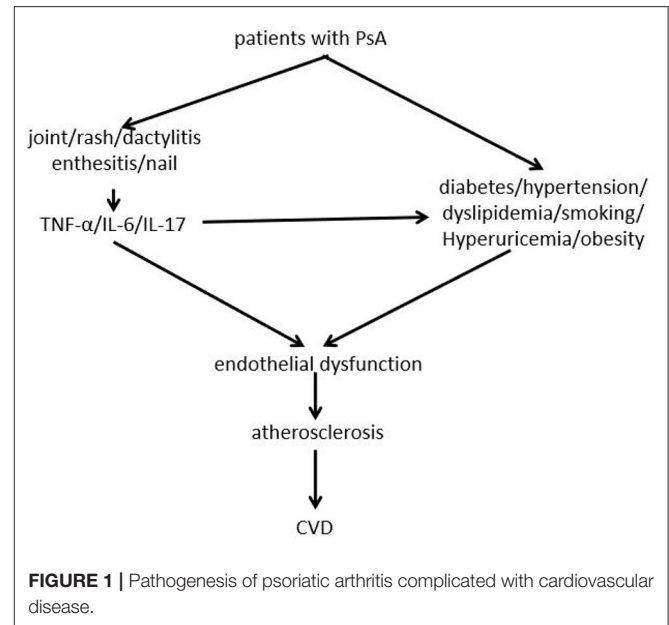 patients with PsA
joint/rash/dactylitis
enthesitis/nail
diabetes/hypertension/
dyslipidemia/smoking/
Hyperuricemia/obesity
TNF-α/IL-6/IL-17
endothelial dysfunction
atherosclerosis
CVD
FIGURE 1 | Pathogenesis of psoriatic arthritis complicated with cardiovascular
disease.